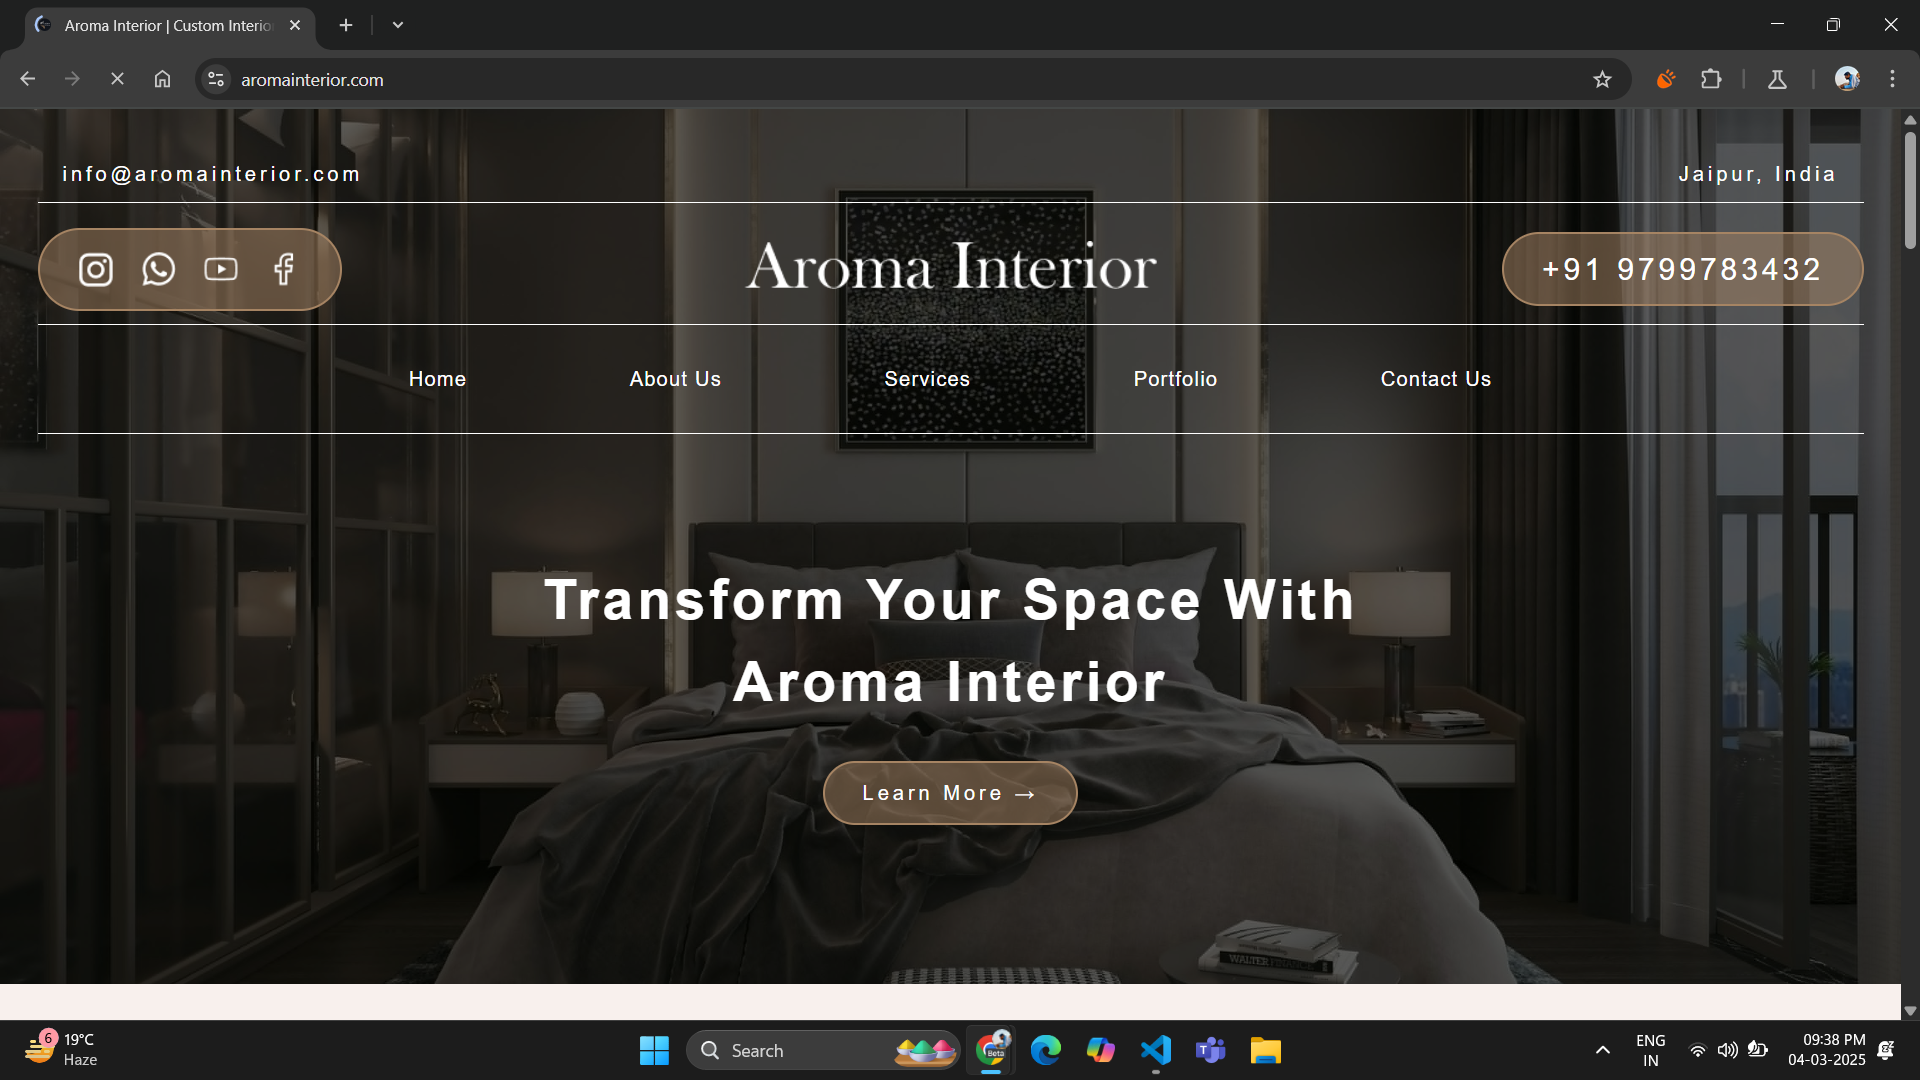 Aroma Interior | Custom Interio
aromainterior.com
info@aromainterior.com
Jaipur, India
Aroma Interior
+91 9799783432
Home
About Us
Services
Portfolio
Contact Us
Transform Your Space With
Aroma Interior
Learn More →
6
19°C
Haze
Search
Beta
T
ENG
IN
09:38 PM
04-03-2025